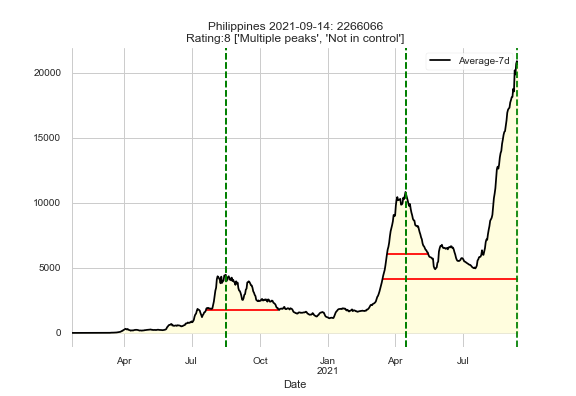 Philippines 2021-09-14: 2266066
Rating:8 ['Multiple peaks', 'Not in control']
Average-7d
20000
15000
10000
5000
0
Apr
Jul
Oct
Jan
2021
Apr
Jul
Date